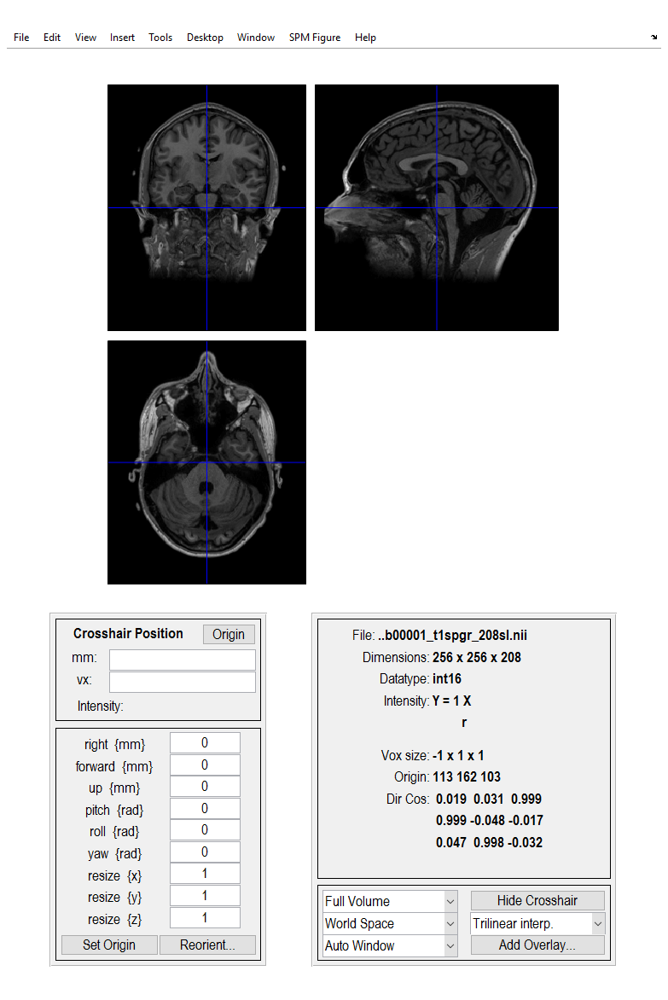 File Edit View Insert Tools Desktop Window SPM Figure Help
Crosshair Position Origin
mm:
vx:
Intensity:
right {mm} 0
forward {mm} 0
up {mm} 0
pitch {rad} 0
roll {rad} 0
yaw {rad} 0
resize {x} 1
resize {y} 1
resize {z} 1
Set Origin Reorient...
File: ..b00001_t1spgr_208sl.nii
Dimensions: 256 x 256 x 208
Datatype: int16
Intensity: Y = 1 X
r
Vox size: -1 x 1 x 1
Origin: 113 162 103
Dir Cos: 0.019 0.031 0.999
0.999 -0.048 -0.017
0.047 0.998 -0.032
Full Volume Hide Crosshair
World Space Trilinear interp.
Auto Window Add Overlay...